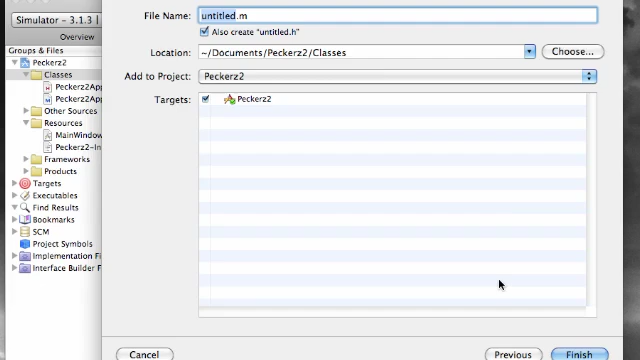 Simulator - 3.1.3
Overview
Groups & Files
Peckerz2
Classes
Peckerz2App
Peckerz2App
Other Sources
Resources
MainWindow
Peckerz2-In
Frameworks
Products
Targets
Executables
Find Results
Bookmarks
SCM
Project Symbols
Implementation F
Interface Builder F
File Name: untitled.m
Also create "untitled.h"
Location: ~/Documents/Peckerz2/Classes Choose...
Add to Project: Peckerz2
Targets: Peckerz2
Cancel Previous Finish